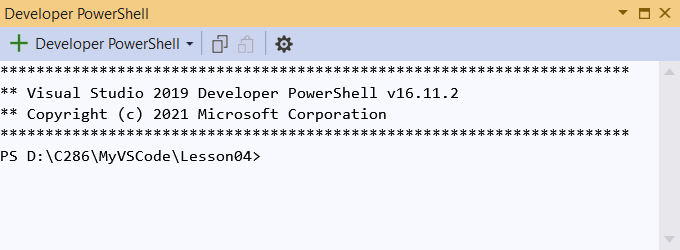 Developer PowerShell
Developer PowerShell
**********************************************************************
** Visual Studio 2019 Developer PowerShell v16.11.2
** Copyright (c) 2021 Microsoft Corporation
**********************************************************************
PS D:\C286\MyVSCode\Lesson04>